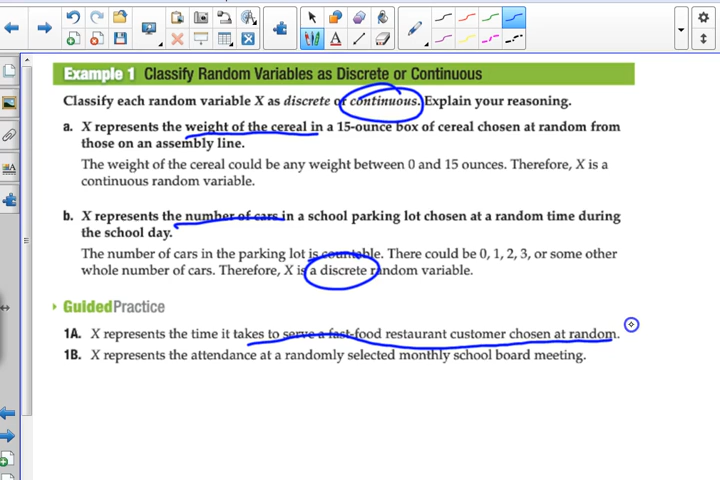 Example 1 Classify Random Variables as Discrete or Continuous
Classify each random variable X as discrete or continuous. Explain your reasoning.
a. X represents the weight of the cereal in a 15-ounce box of cereal chosen at random from
those on an assembly line.
The weight of the cereal could be any weight between 0 and 15 ounces. Therefore, X is a
continuous random variable.
b. X represents the number of cars in a school parking lot chosen at a random time during
the school day.
The number of cars in the parking lot is countable. There could be 0, 1, 2, 3, or some other
whole number of cars. Therefore, X is a discrete random variable.
GuidedPractice
1A. X represents the time it takes to serve a fast-food restaurant customer chosen at random.
1B. X represents the attendance at a randomly selected monthly school board meeting.